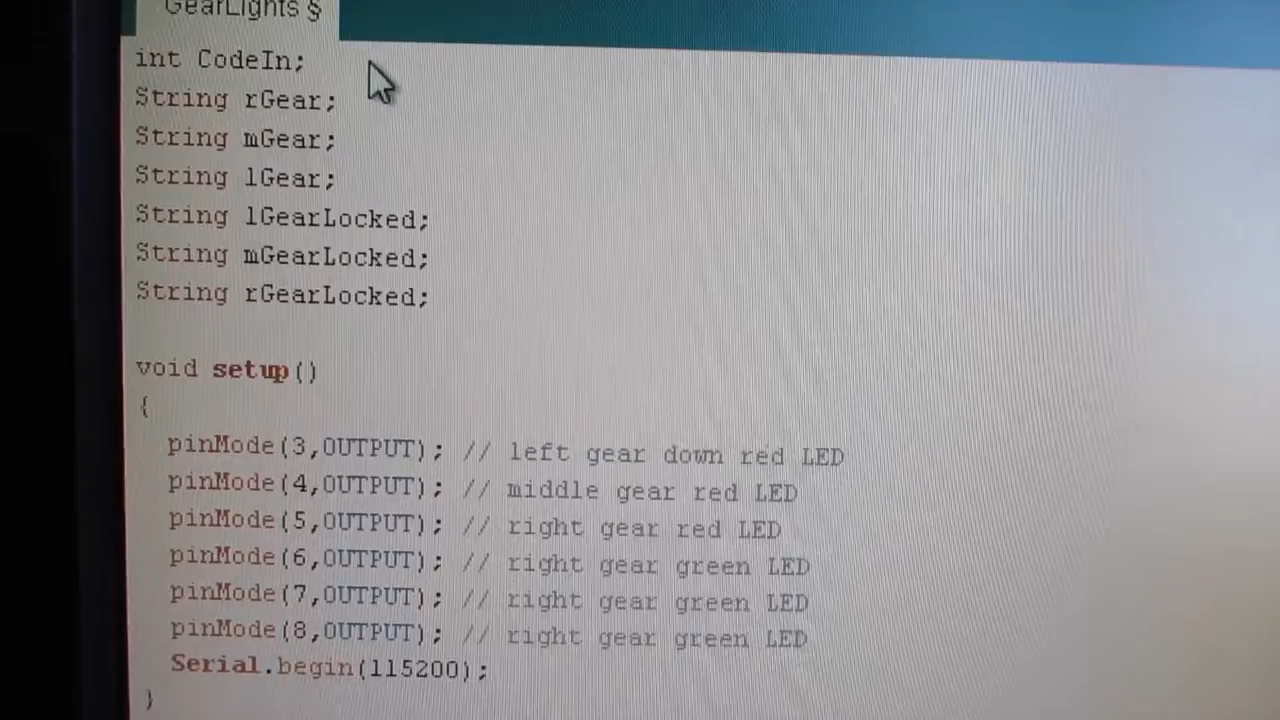 GearLights §
int CodeIn;
String rGear;
String mGear;
String lGear;
String lGearLocked;
String mGearLocked;
String rGearLocked;
void setup()
{
pinMode(3,OUTPUT); // left gear down red LED
pinMode(4,OUTPUT); // middle gear red LED
pinMode(5,OUTPUT); // right gear red LED
pinMode(6,OUTPUT); // right gear green LED
pinMode(7,OUTPUT); // right gear green LED
pinMode(8,OUTPUT); // right gear green LED
Serial.begin(115200);
}